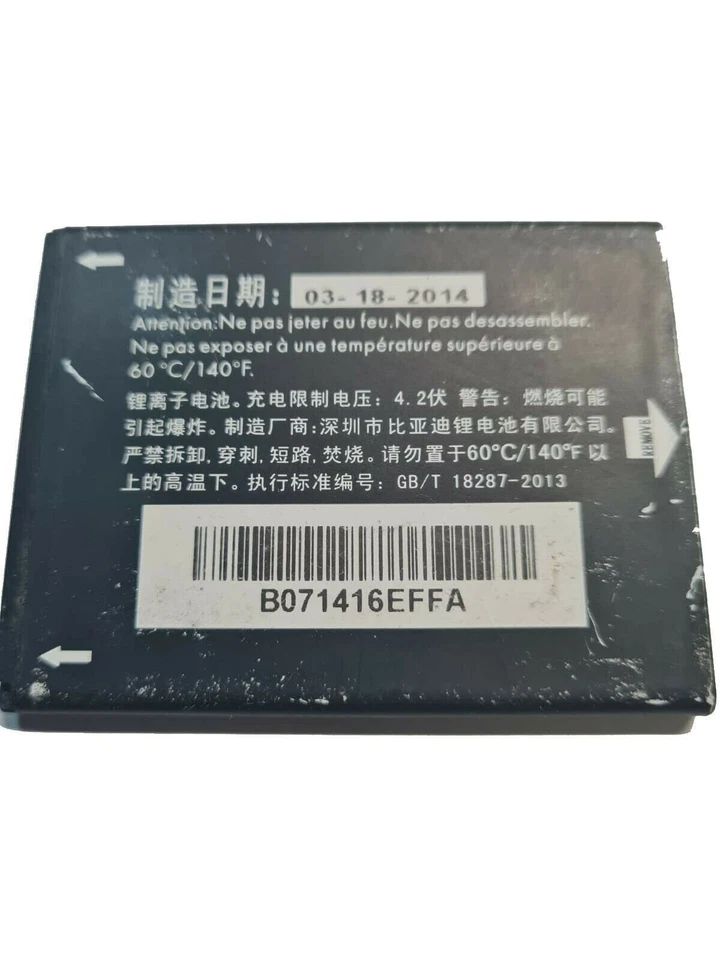 制造日期: 03- 18- 2014
Attention:Ne pas jeter au feu.Ne pas desassembler.
Ne pas exposer à une température supérieure à
60 °C/140°F.
锂离子电池。充电限制电压: 4.2伏 警告: 燃烧可能
引起爆炸。制造厂商:深圳市比亚迪锂电池有限公司。
严禁拆卸,穿刺,短路,焚烧。请勿置于60°C/140°F以
上的高温下。执行标准编号: GB/T 18287-2013
B071416EFFA